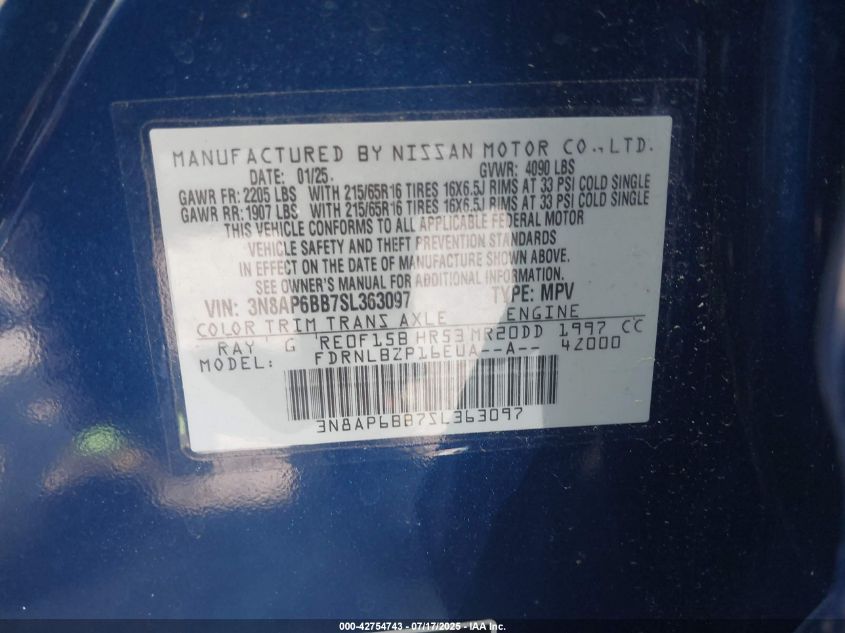 MANUFACTURED BY NISSAN MOTOR CO., LTD.
DATE: 01/25. GVWR: 4090 LBS
GAWR FR: 2205 LBS WITH 215/65R16 TIRES 16X6.5J RIMS AT 33 PSI COLD SINGLE
GAWR RR: 1907 LBS WITH 215/65R16 TIRES 16X6.5J RIMS AT 33 PSI COLD SINGLE
THIS VEHICLE CONFORMS TO ALL APPLICABLE FEDERAL MOTOR
VEHICLE SAFETY AND THEFT PREVENTION STANDARDS
IN EFFECT ON THE DATE OF MANUFACTURE SHOWN ABOVE.
SEE OWNER'S MANUAL FOR ADDITIONAL INFORMATION.
VIN: 3N8AP6BB7SL363097 TYPE: MPV
COLOR TRIM TRANS AXLE ENGINE
RAY G RE0F15B HR53 MR20DD 1997 CC
MODEL: FDRNLBZP16EUA--A-- 42000
3N8AP6BB7SL363097
000-42754743 - 07/17/2025 - IAA